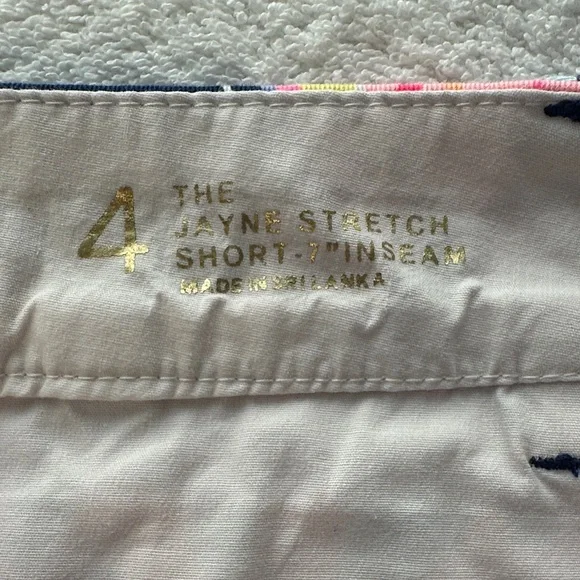 4
THE
JAYNE STRETCH
SHORT-7" INSEAM
MADE IN SRI LANKA